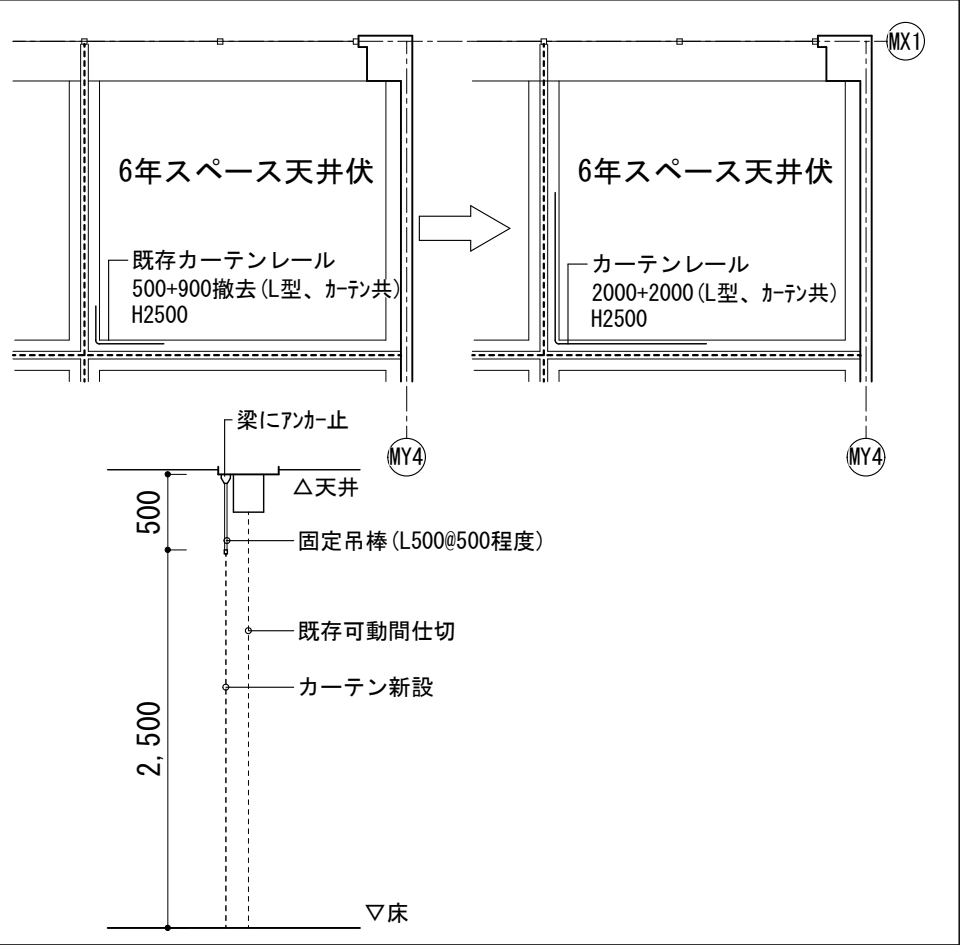 MX1
6年スペース天井伏
既存カーテンレール
500+900撤去(L型、ｶｰﾃﾝ共)
H2500
MY4
6年スペース天井伏
カーテンレール
2000+2000(L型、ｶｰﾃﾝ共)
H2500
MY4
梁にｱﾝｶｰ止
△天井
500
固定吊棒(L500@500程度)
既存可動間仕切
カーテン新設
2,500
▽床